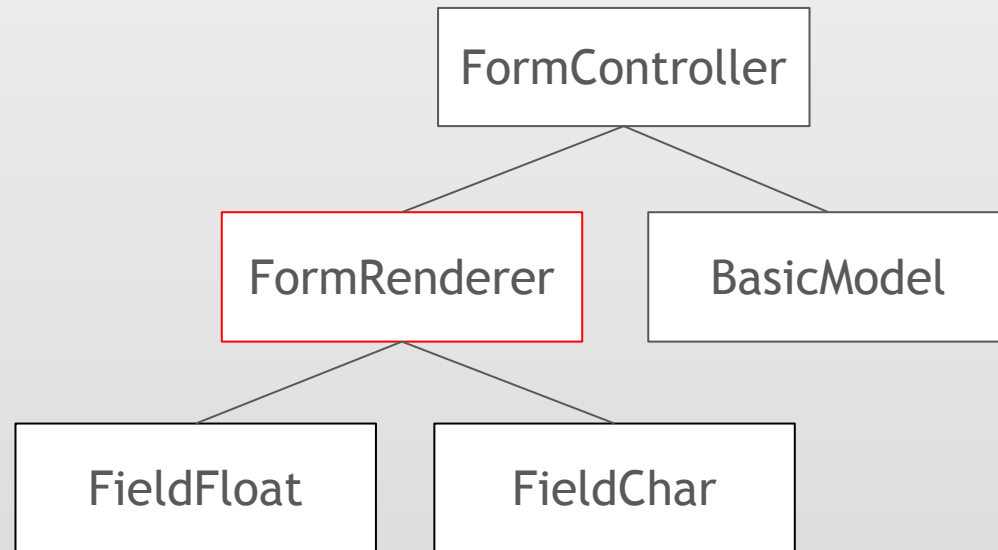 FormController
FormRenderer
BasicModel
FieldFloat
FieldChar